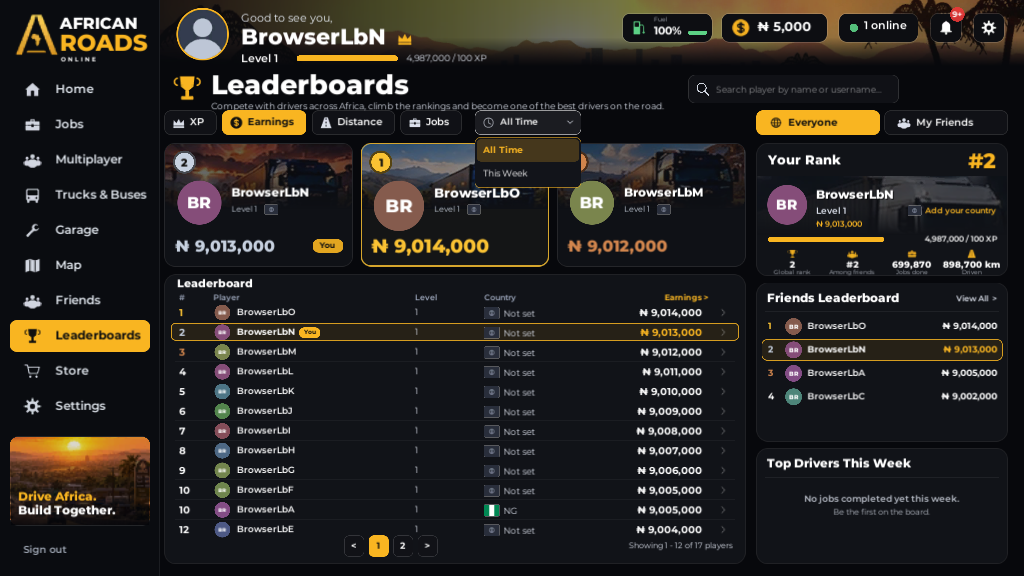 AFRICAN
ROADS
ONLINE
Home
Jobs
Multiplayer
Trucks & Buses
Garage
Map
Friends
Leaderboards
Store
Settings
Drive Africa.
Build Together.
Sign out
Good to see you,
BrowserLbN
Level 1 4,987,000 / 100 XP
Fuel
100%
$ ₦ 5,000
1 online
9+
Leaderboards
Compete with drivers across Africa, climb the rankings and become one of the best drivers on the road.
Search player by name or username...
XP $ Earnings Distance Jobs All Time
All Time
This Week
Everyone My Friends
2
BR
BrowserLbN
Level 1
₦ 9,013,000 You
1
BR
BrowserLbO
Level 1
₦ 9,014,000
BR
BrowserLbM
Level 1
₦ 9,012,000
Leaderboard
# Player Level Country Earnings >
1 BR BrowserLbO 1 Not set ₦ 9,014,000 >
2 BR BrowserLbN You 1 Not set ₦ 9,013,000 >
3 BR BrowserLbM 1 Not set ₦ 9,012,000 >
4 BR BrowserLbL 1 Not set ₦ 9,011,000 >
5 BR BrowserLbK 1 Not set ₦ 9,010,000 >
6 BR BrowserLbJ 1 Not set ₦ 9,009,000 >
7 BR BrowserLbI 1 Not set ₦ 9,008,000 >
8 BR BrowserLbH 1 Not set ₦ 9,007,000 >
9 BR BrowserLbG 1 Not set ₦ 9,006,000 >
10 BR BrowserLbF 1 Not set ₦ 9,005,000 >
10 BR BrowserLbA 1 NG ₦ 9,005,000 >
12 BR BrowserLbE 1 Not set ₦ 9,004,000 >
< 1 2 >
Showing 1 - 12 of 17 players
Your Rank #2
BR
BrowserLbN
Level 1 Add your country
₦ 9,013,000
4,987,000 / 100 XP
2 #2 699,870 898,700 km
Global rank Among friends Jobs done Driven
Friends Leaderboard View All >
1 BR BrowserLbO ₦ 9,014,000
2 BR BrowserLbN ₦ 9,013,000
3 BR BrowserLbA ₦ 9,005,000
4 BR BrowserLbC ₦ 9,002,000
Top Drivers This Week
No jobs completed yet this week.
Be the first on the board.